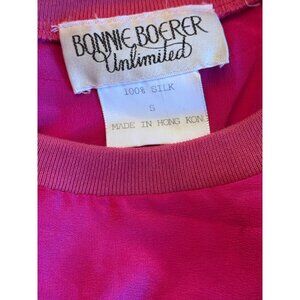 BONNIE BOERER
Unlimited
100% SILK
S
MADE IN HONG KON